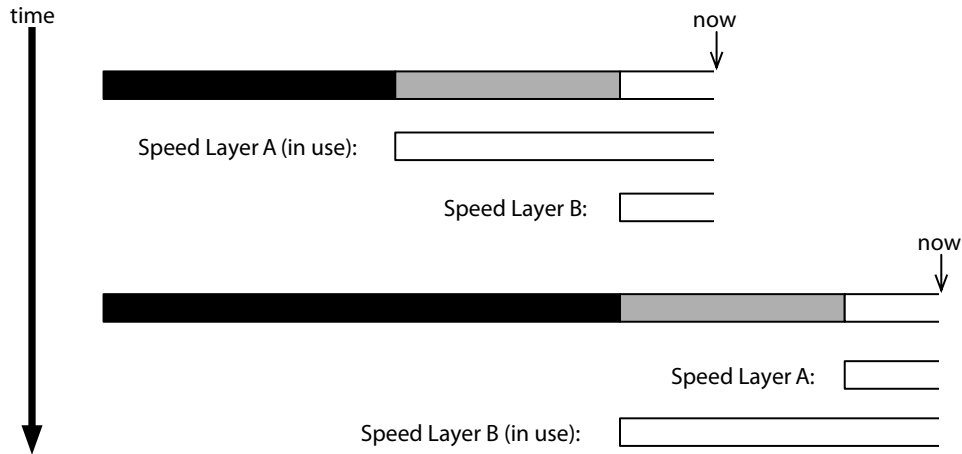 time
now
Speed Layer A (in use):
Speed Layer B:
now
Speed Layer A:
Speed Layer B (in use):